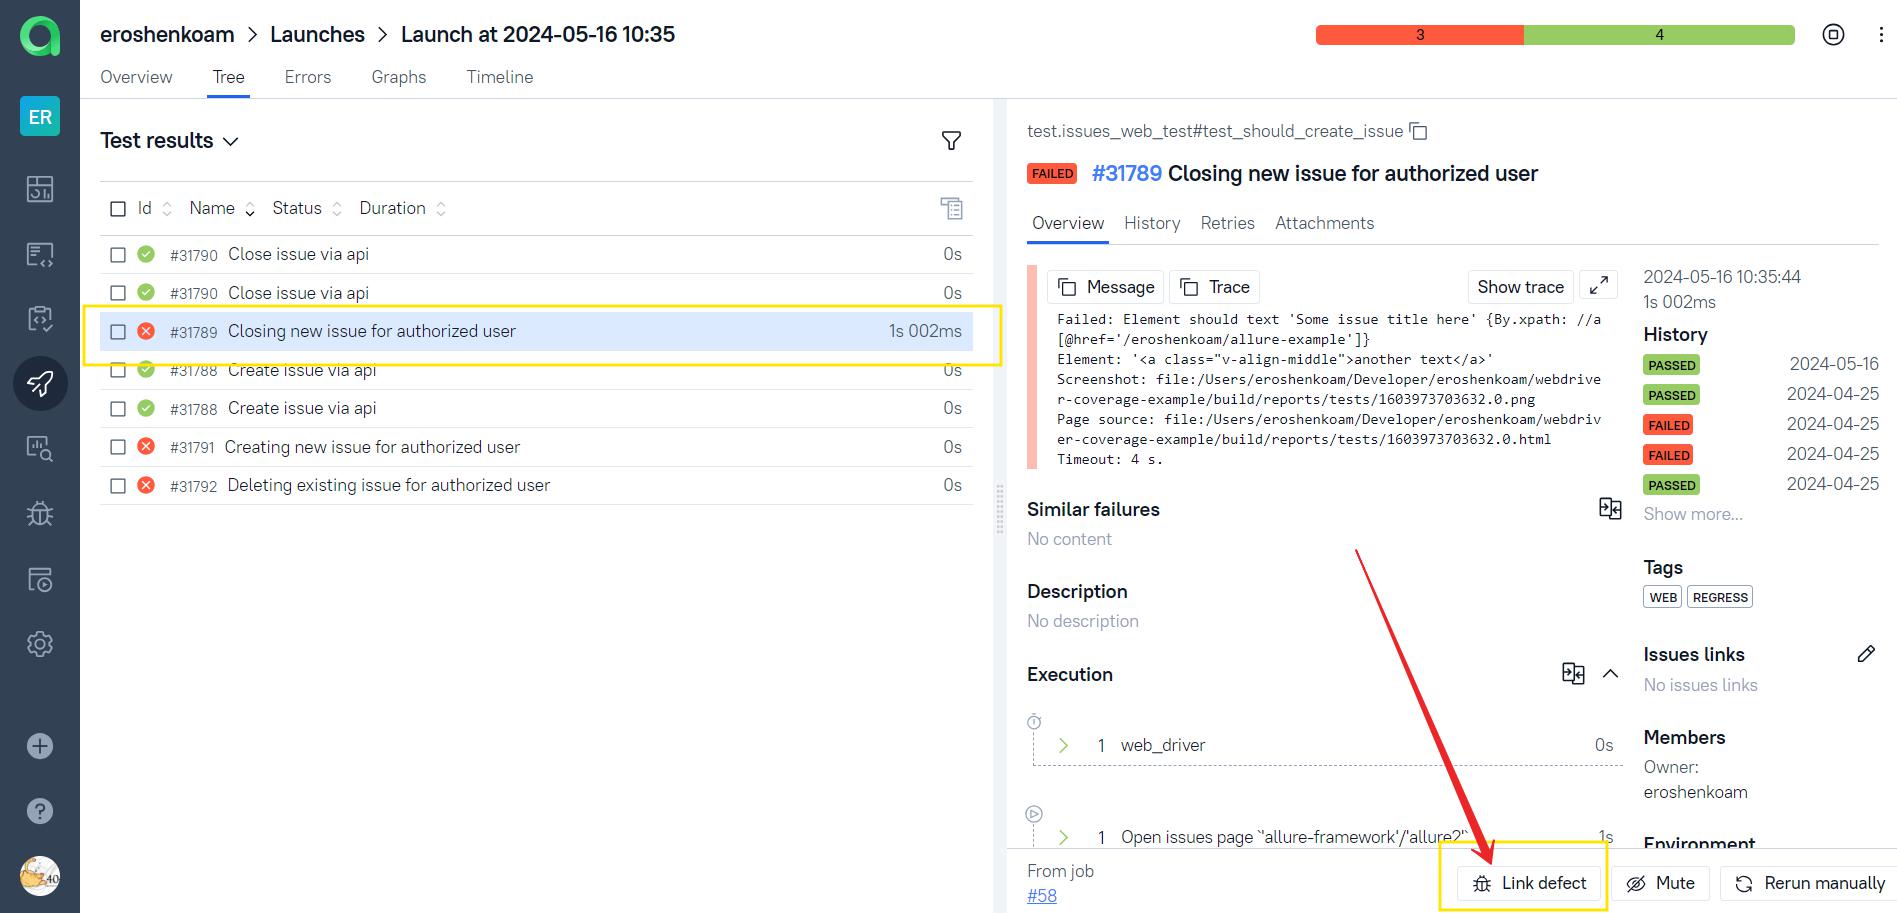 eroshenkoam > Launches > Launch at 2024-05-16 10:35
3
4
Overview
Tree
Errors
Graphs
Timeline
ER
Test results
Id
Name
Status
Duration
#31790 Close issue via api 0s
#31790 Close issue via api 0s
#31789 Closing new issue for authorized user 1s 002ms
#31788 Create issue via api 0s
#31788 Create issue via api 0s
#31791 Creating new issue for authorized user 0s
#31792 Deleting existing issue for authorized user 0s
40
test.issues_web_test#test_should_create_issue
FAILED #31789 Closing new issue for authorized user
Overview
History
Retries
Attachments
Message
Trace
Show trace
Failed: Element should text 'Some issue title here' {By.xpath: //a
[@href='/eroshenkoam/allure-example']}
Element: '<a class="v-align-middle">another text</a>'
Screenshot: file:/Users/eroshenkoam/Developer/eroshenkoam/webdrive
r-coverage-example/build/reports/tests/1603973703632.0.png
Page source: file:/Users/eroshenkoam/Developer/eroshenkoam/webdriv
er-coverage-example/build/reports/tests/1603973703632.0.html
Timeout: 4 s.
Similar failures
No content
Description
No description
Execution
1 web_driver 0s
1 Open issues page `'allure-framework'/'allure2'` 1s
2024-05-16 10:35:44
1s 002ms
History
PASSED 2024-05-16
PASSED 2024-04-25
FAILED 2024-04-25
FAILED 2024-04-25
PASSED 2024-04-25
Show more...
Tags
WEB
REGRESS
Issues links
No issues links
Members
Owner:
eroshenkoam
Environment
From job
#58
Link defect
Mute
Rerun manually